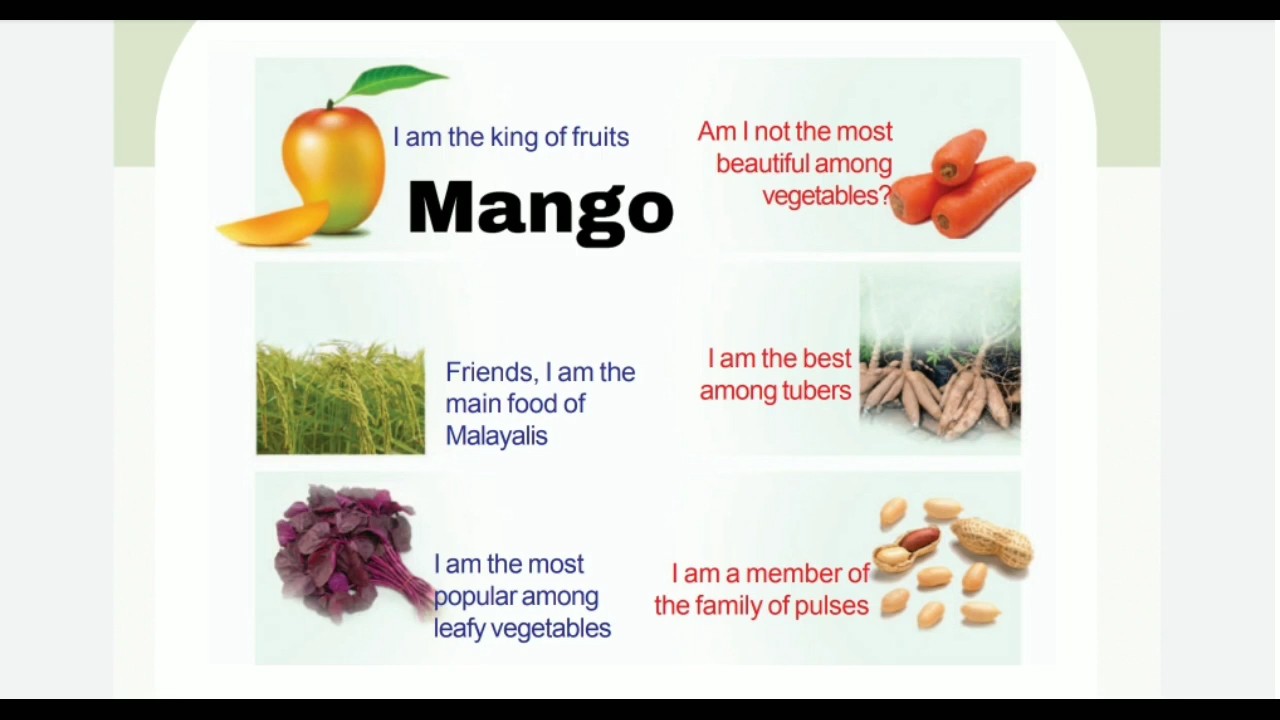 I am the king of fruits
Mango
Am I not the most
beautiful among
vegetables?
Friends, I am the
main food of
Malayalis
I am the best
among tubers
I am the most
popular among
leafy vegetables
I am a member of
the family of pulses